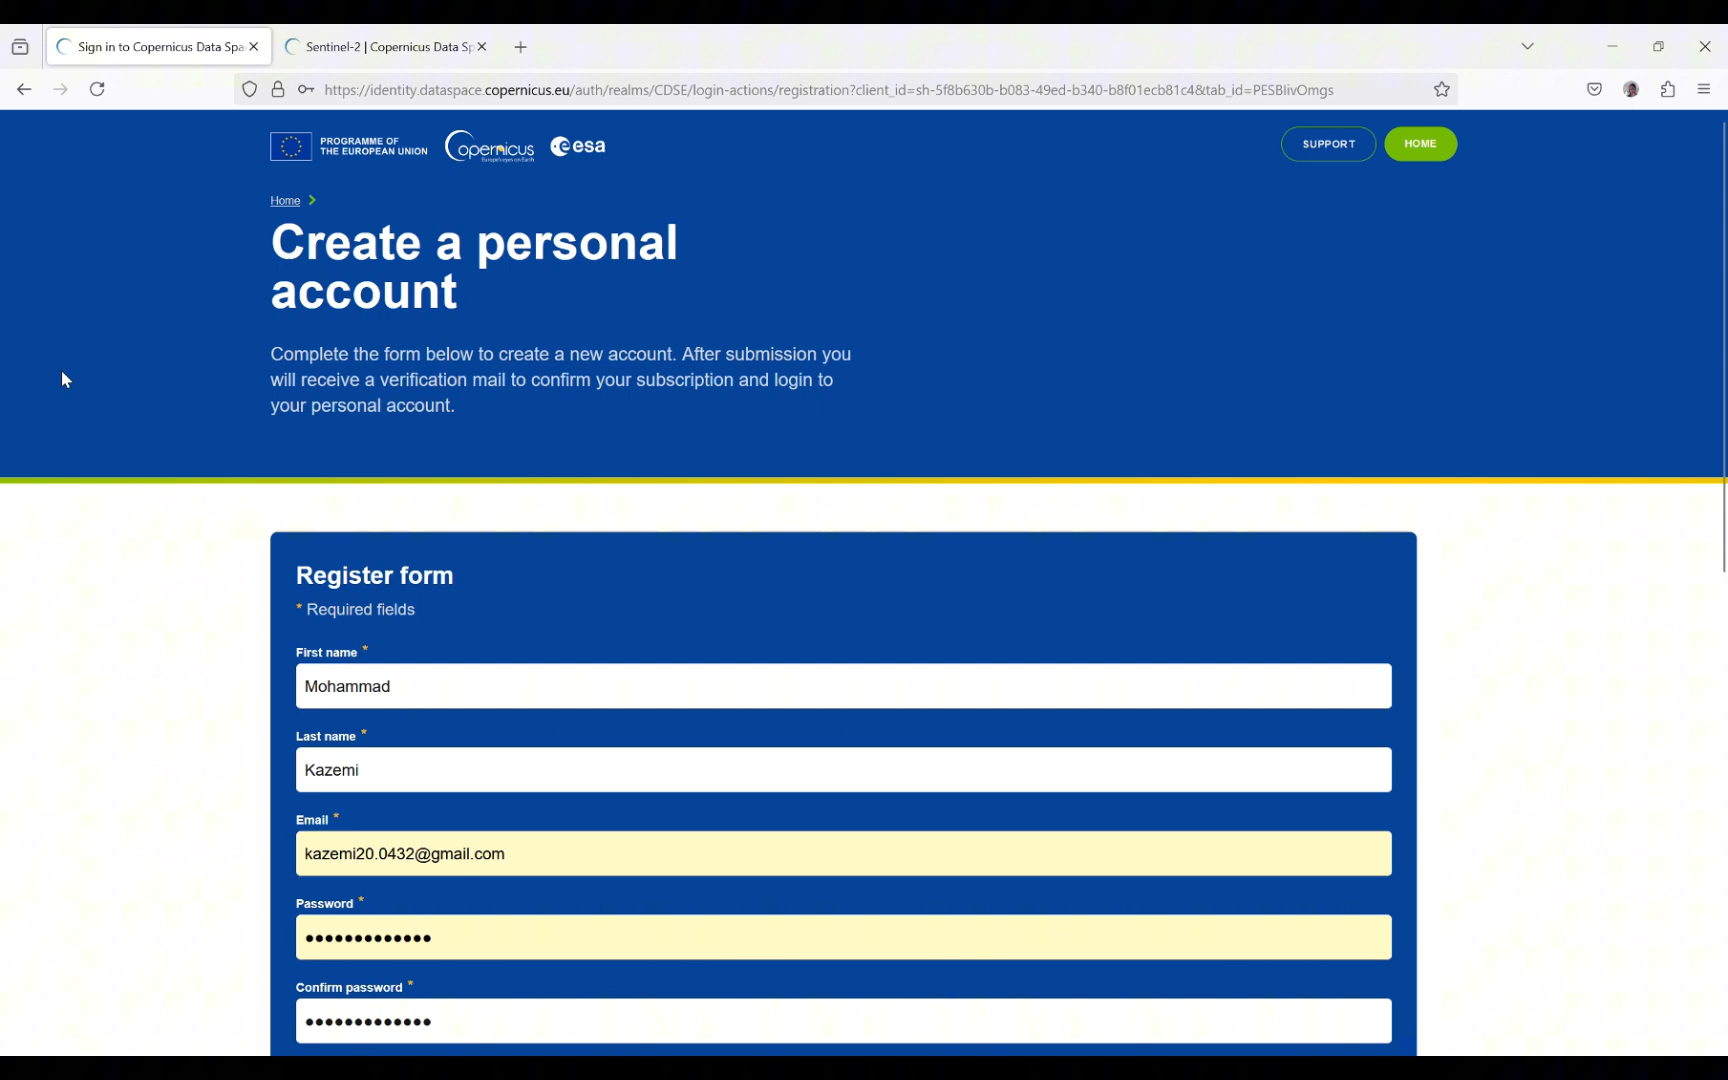 Sign in to Copernicus Data Spa
Sentinel-2 | Copernicus Data Sp
https://identity.dataspace.copernicus.eu/auth/realms/CDSE/login-actions/registration?client_id=sh-5f8b630b-b083-49ed-b340-b8f01ecb81c4&tab_id=PESBlivOmgs
PROGRAMME OF
THE EUROPEAN UNION
opernicus
Europe's eyes on Earth
esa
SUPPORT
HOME
Home
Create a personal
account
Complete the form below to create a new account. After submission you
will receive a verification mail to confirm your subscription and login to
your personal account.
Register form
* Required fields
First name *
Mohammad
Last name *
Kazemi
Email *
kazemi20.0432@gmail.com
Password *
•••••••••••••
Confirm password *
•••••••••••••